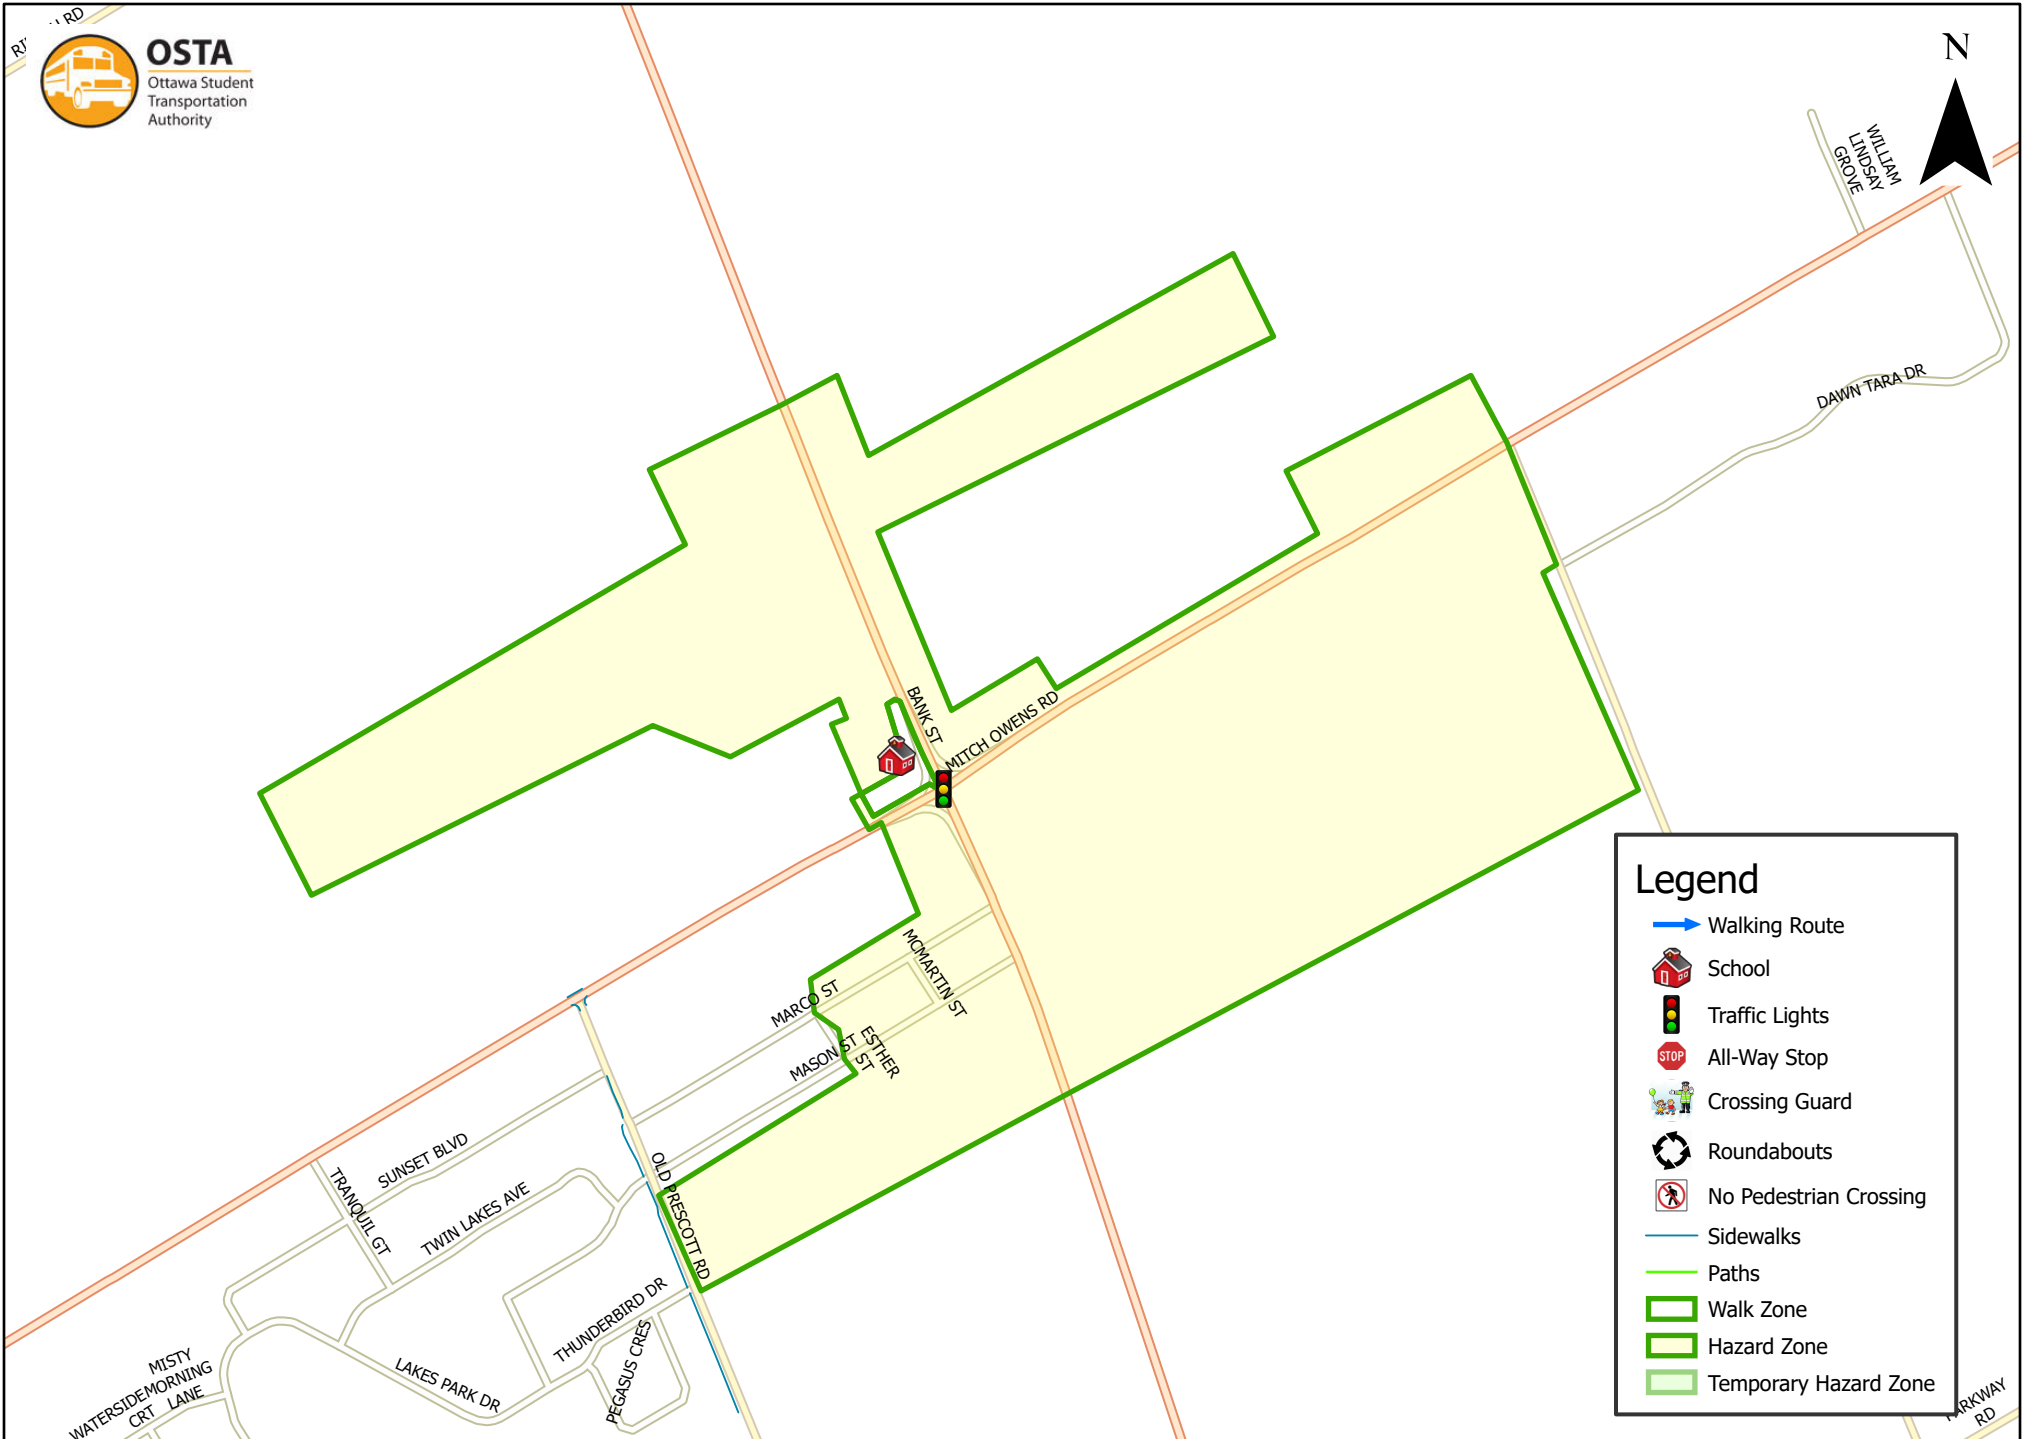 RD
OSTA
Ottawa Student
Transportation
Authority
N
WILLIAM
LINDSAY
GROVE
DAWN TARA DR
BANK ST
MITCH OWENS RD
MCMARTIN ST
MARCO ST
MASON ST
ESTHER
ST
SUNSET BLVD
TRANQUIL GT
TWIN LAKES AVE
OLD PRESCOTT RD
THUNDERBIRD DR
PEGASUS CRES
LAKES PARK DR
MISTY
MORNING
LANE
WATERSIDE
CRT
Legend
Walking Route
School
Traffic Lights
STOP
All-Way Stop
Crossing Guard
Roundabouts
No Pedestrian Crossing
Sidewalks
Paths
Walk Zone
Hazard Zone
Temporary Hazard Zone
RD